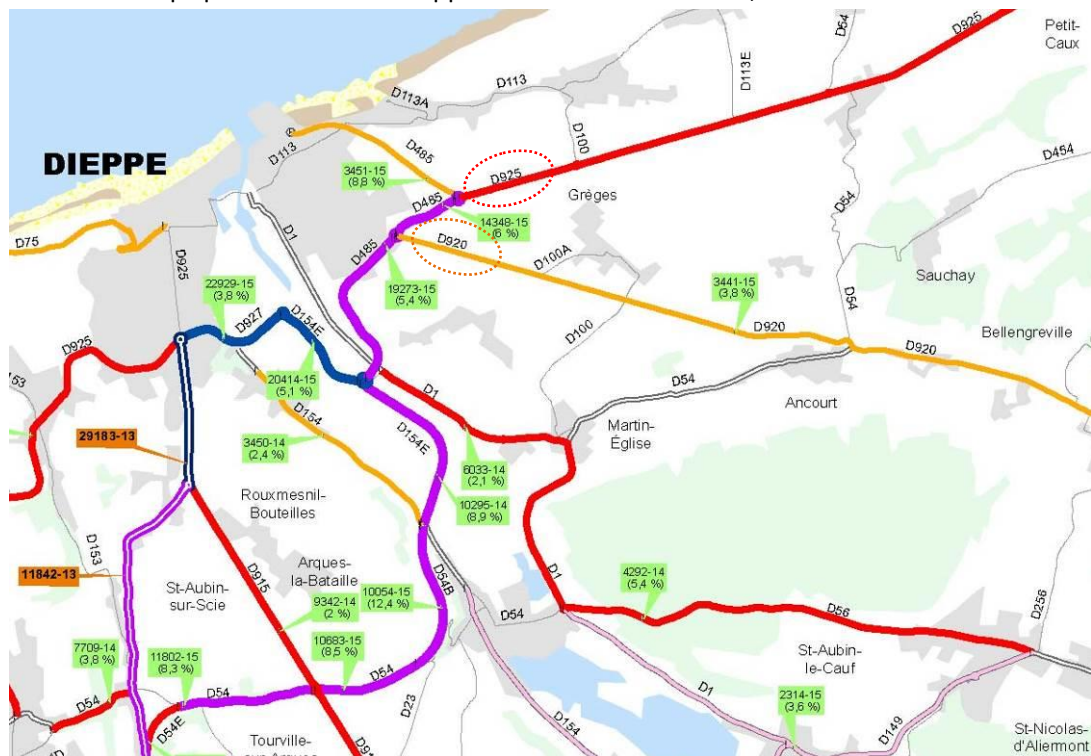 D925
D54
Petit-
Caux
D113E
D113
D113A
D113
D100
D454
DIEPPE
D485
3451-15
(8,8 %)
D925
Grèges
D485
14348-15
(6 %)
D54
D1
D920
D75
D925
D485
D100A
19273-15
(5,4 %)
Sauchay
22929-15
(3,8 %)
3441-15
(3,8 %)
D54
D927
D154E
D920
D920
Bellengreville
D100
D925
20414-15
(5,1 %)
D1
D54
Ancourt
153
D154
D154E
Martin-
Église
29183-13
3450-14
(2,4 %)
6033-14
(2,1 %)
10295-14
(8,9 %)
Rouxmesnil-
Bouteilles
D153
D915
11842-13
Arques-
la-Bataille
10054-15
(12,4 %)
D54B
D1
4292-14
(5,4 %)
D56
D256
St-Aubin-
sur-Scie
9342-14
(2 %)
D54
7709-14
(3,8 %)
11802-15
(8,3 %)
10683-15
(8,5 %)
St-Aubin-
le-Cauf
D54
D54
D54
D1
2314-15
(3,6 %)
D23
D149
D54E
D154
Tourville-
St-Nicolas-
d'Aliermont